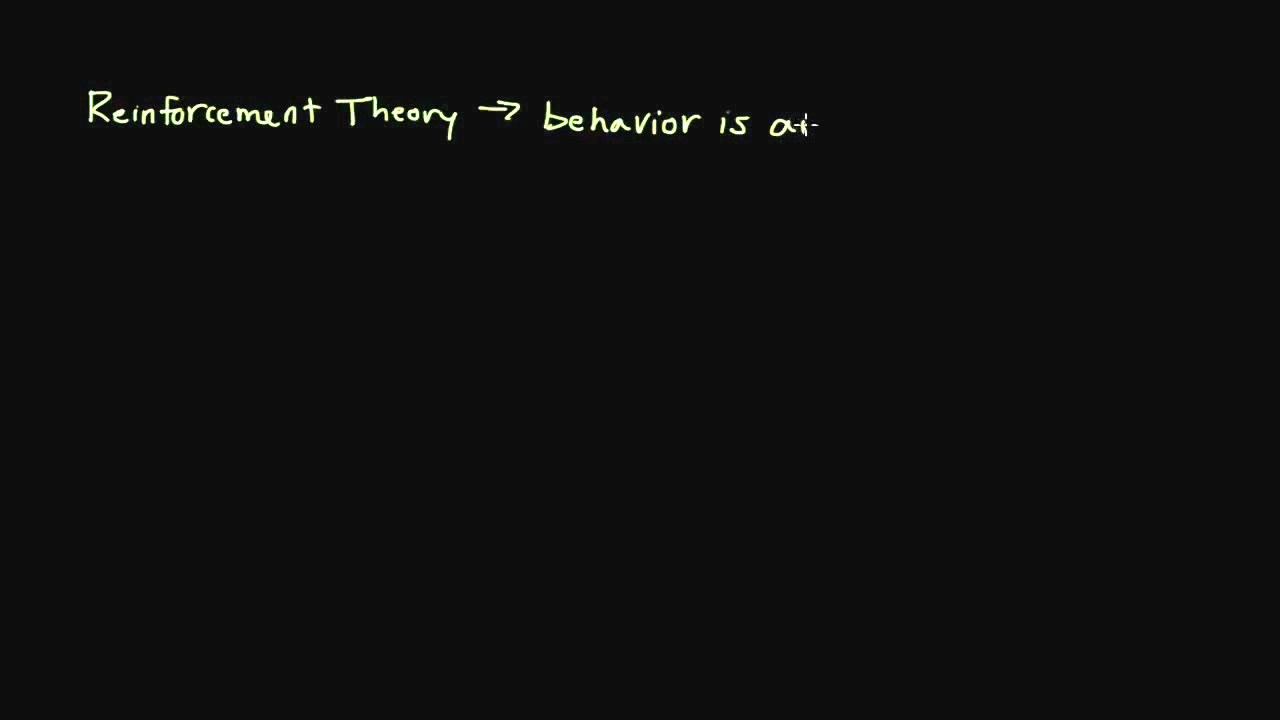 Reinforcement Theory → behavior is a